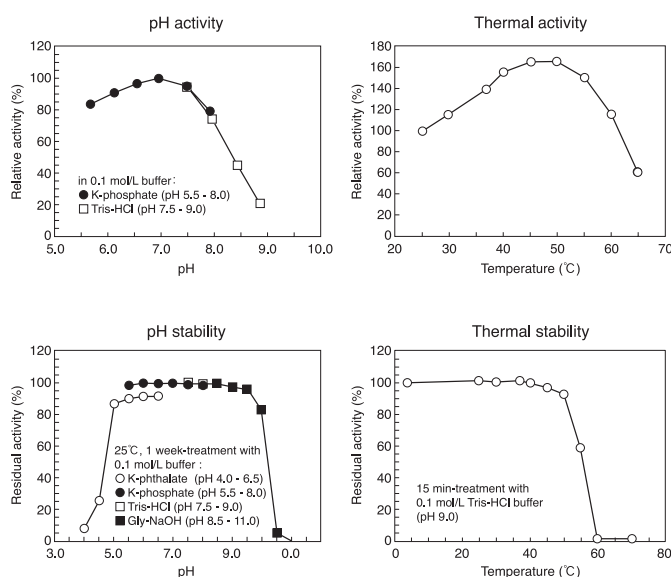 pH activity
120
100
80
60
40
20
0
Relative activity (%)
in 0.1 mol/L buffer :
K-phosphate (pH 5.5 - 8.0)
Tris-HCl (pH 7.5 - 9.0)
5.0 6.0 7.0 8.0 9.0 10.0
pH
Thermal activity
180
160
140
120
100
80
60
40
20
0
Relative activity (%)
20 30 40 50 60 70
Temperature (℃)
pH stability
120
100
80
60
40
20
0
Residual activity (%)
25℃, 1 week-treatment with
0.1 mol/L buffer :
K-phthalate (pH 4.0 - 6.5)
K-phosphate (pH 5.5 - 8.0)
Tris-HCl (pH 7.5 - 9.0)
Gly-NaOH (pH 8.5 - 11.0)
3.0 5.0 7.0 9.0 0.0
pH
Thermal stability
120
100
80
60
40
20
0
Residual activity (%)
15 min-treatment with
0.1 mol/L Tris-HCl buffer
(pH 9.0)
0 20 40 60 80
Temperature (℃)